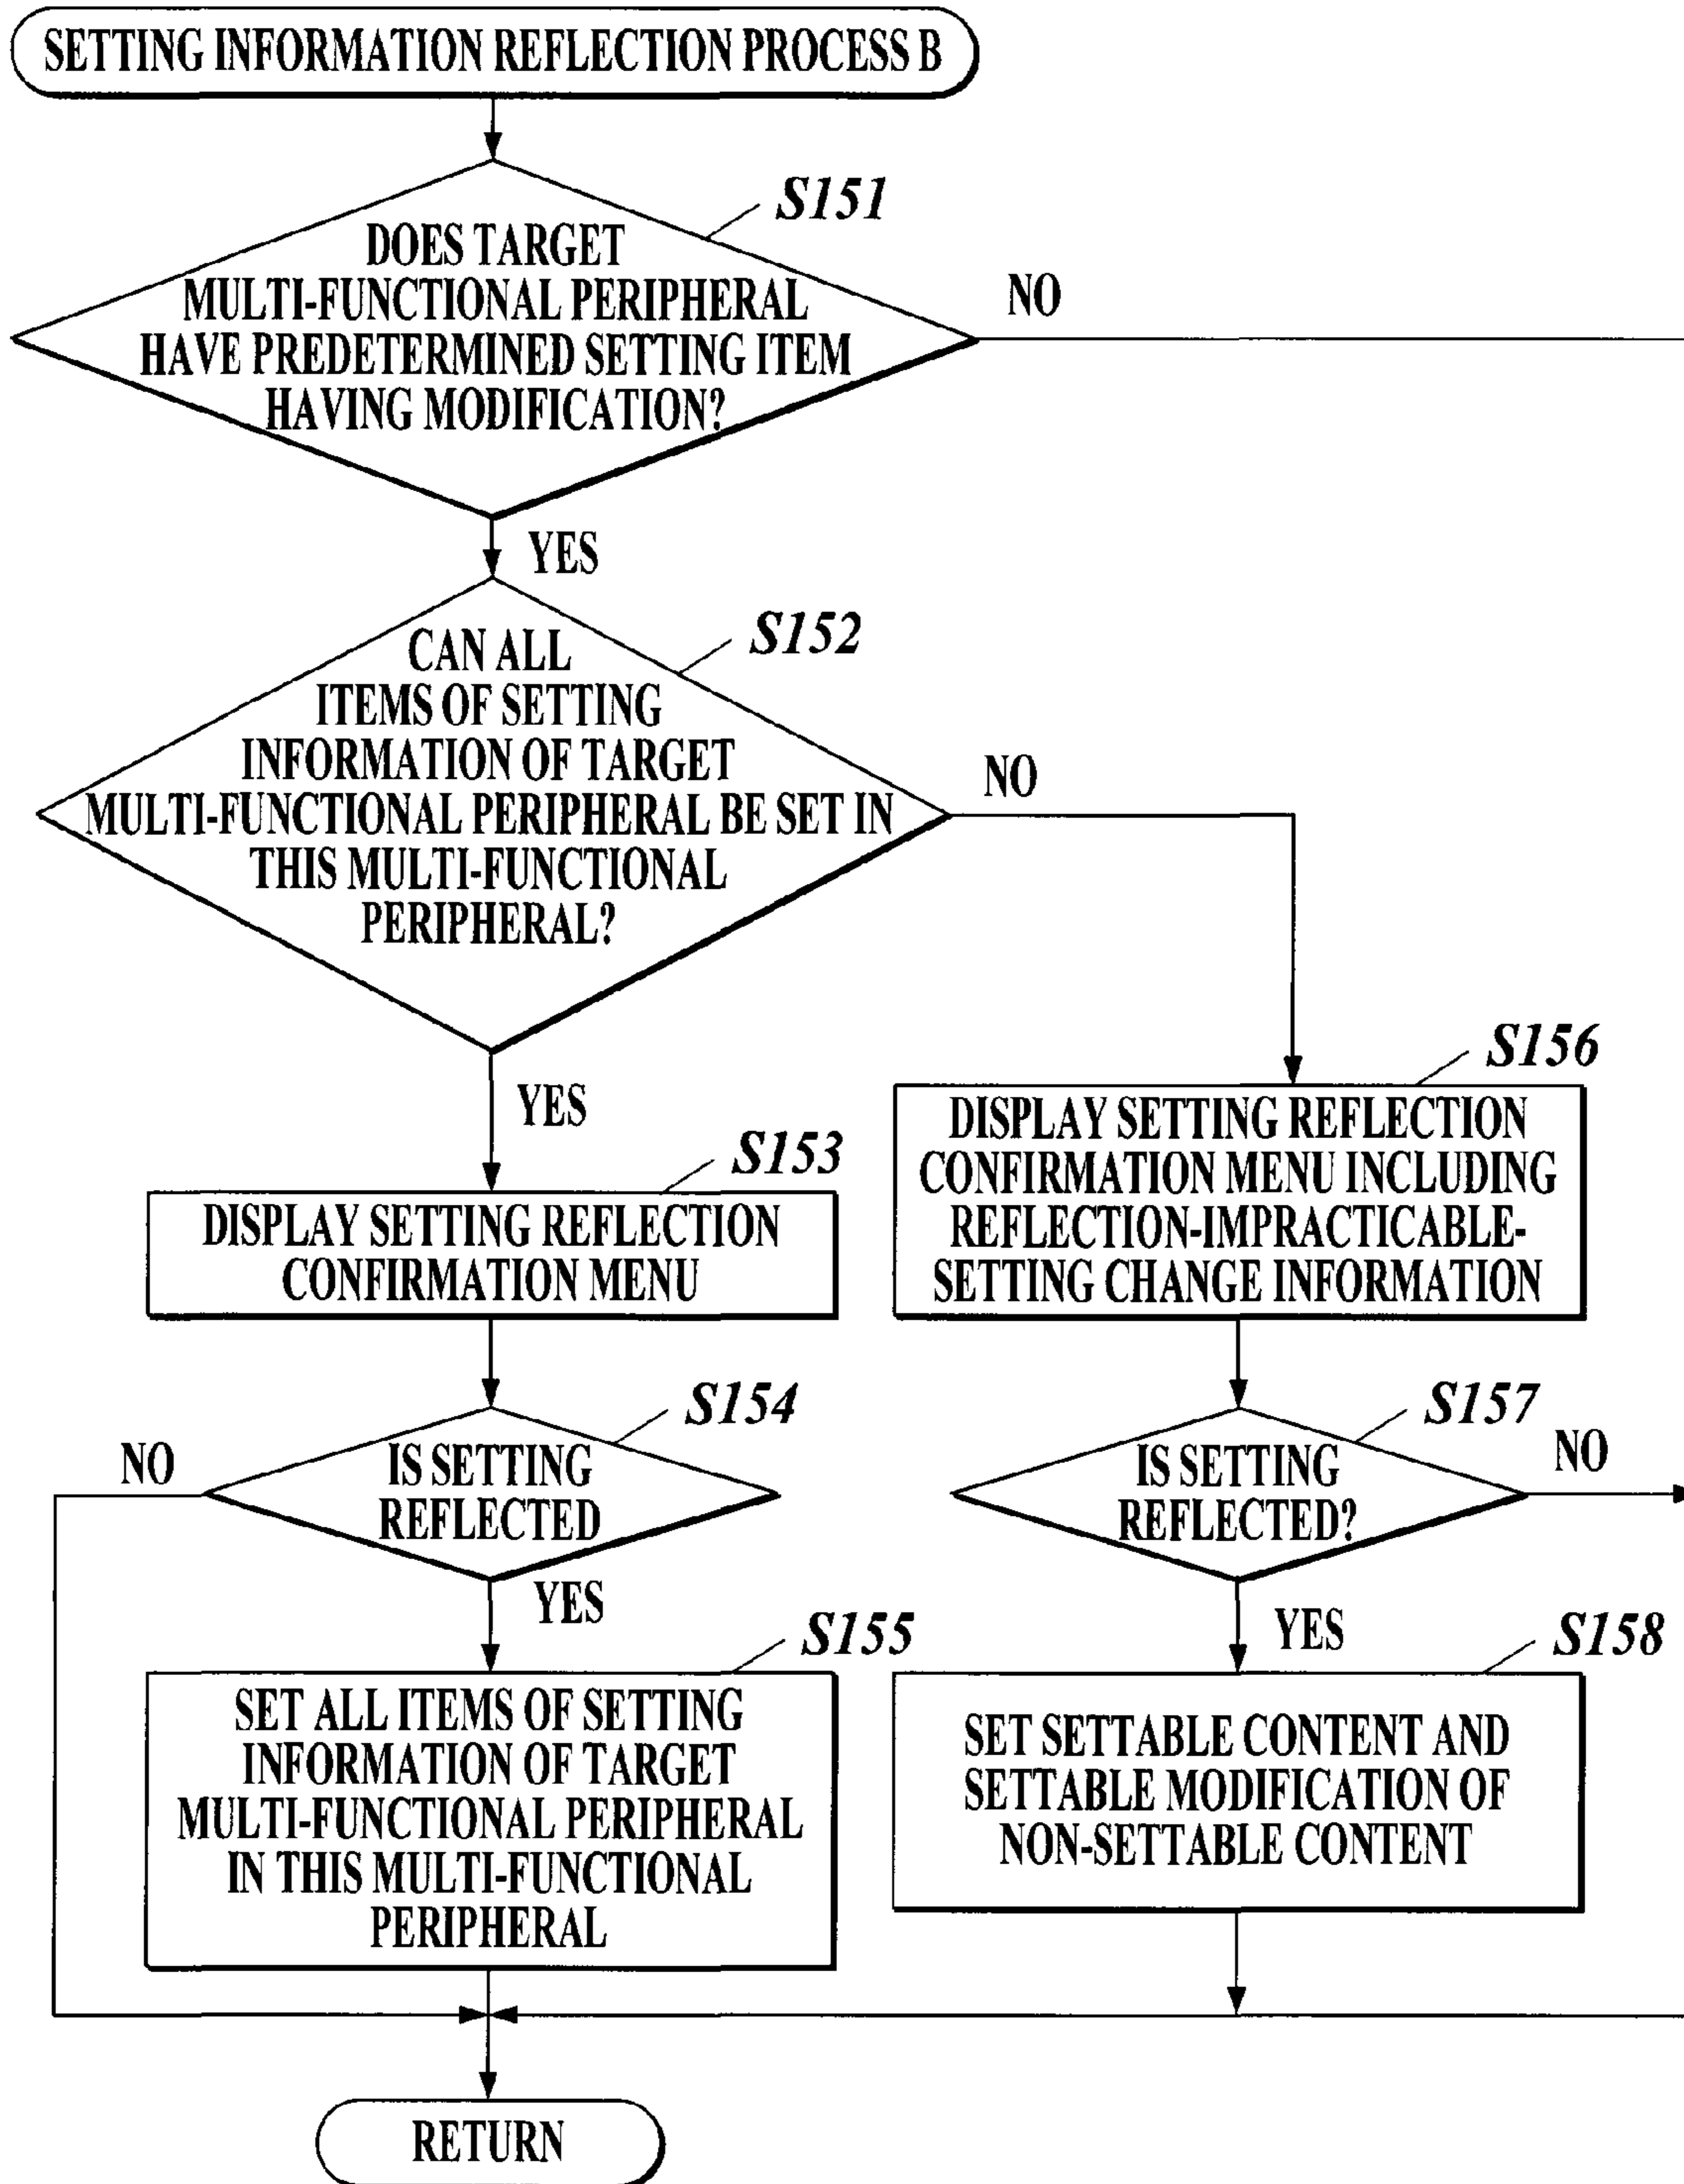 SETTING INFORMATION REFLECTION PROCESS B
S151
DOES TARGET
MULTI-FUNCTIONAL PERIPHERAL
HAVE PREDETERMINED SETTING ITEM
HAVING MODIFICATION?
NO
YES
S152
CAN ALL
ITEMS OF SETTING
INFORMATION OF TARGET
MULTI-FUNCTIONAL PERIPHERAL BE SET IN
THIS MULTI-FUNCTIONAL
PERIPHERAL?
NO
YES
S153
DISPLAY SETTING REFLECTION
CONFIRMATION MENU
S156
DISPLAY SETTING REFLECTION
CONFIRMATION MENU INCLUDING
REFLECTION-IMPRACTICABLE-
SETTING CHANGE INFORMATION
S154
NO
IS SETTING
REFLECTED
YES
S157
IS SETTING
REFLECTED?
NO
YES
S155
SET ALL ITEMS OF SETTING
INFORMATION OF TARGET
MULTI-FUNCTIONAL PERIPHERAL
IN THIS MULTI-FUNCTIONAL
PERIPHERAL
S158
SET SETTABLE CONTENT AND
SETTABLE MODIFICATION OF
NON-SETTABLE CONTENT
RETURN